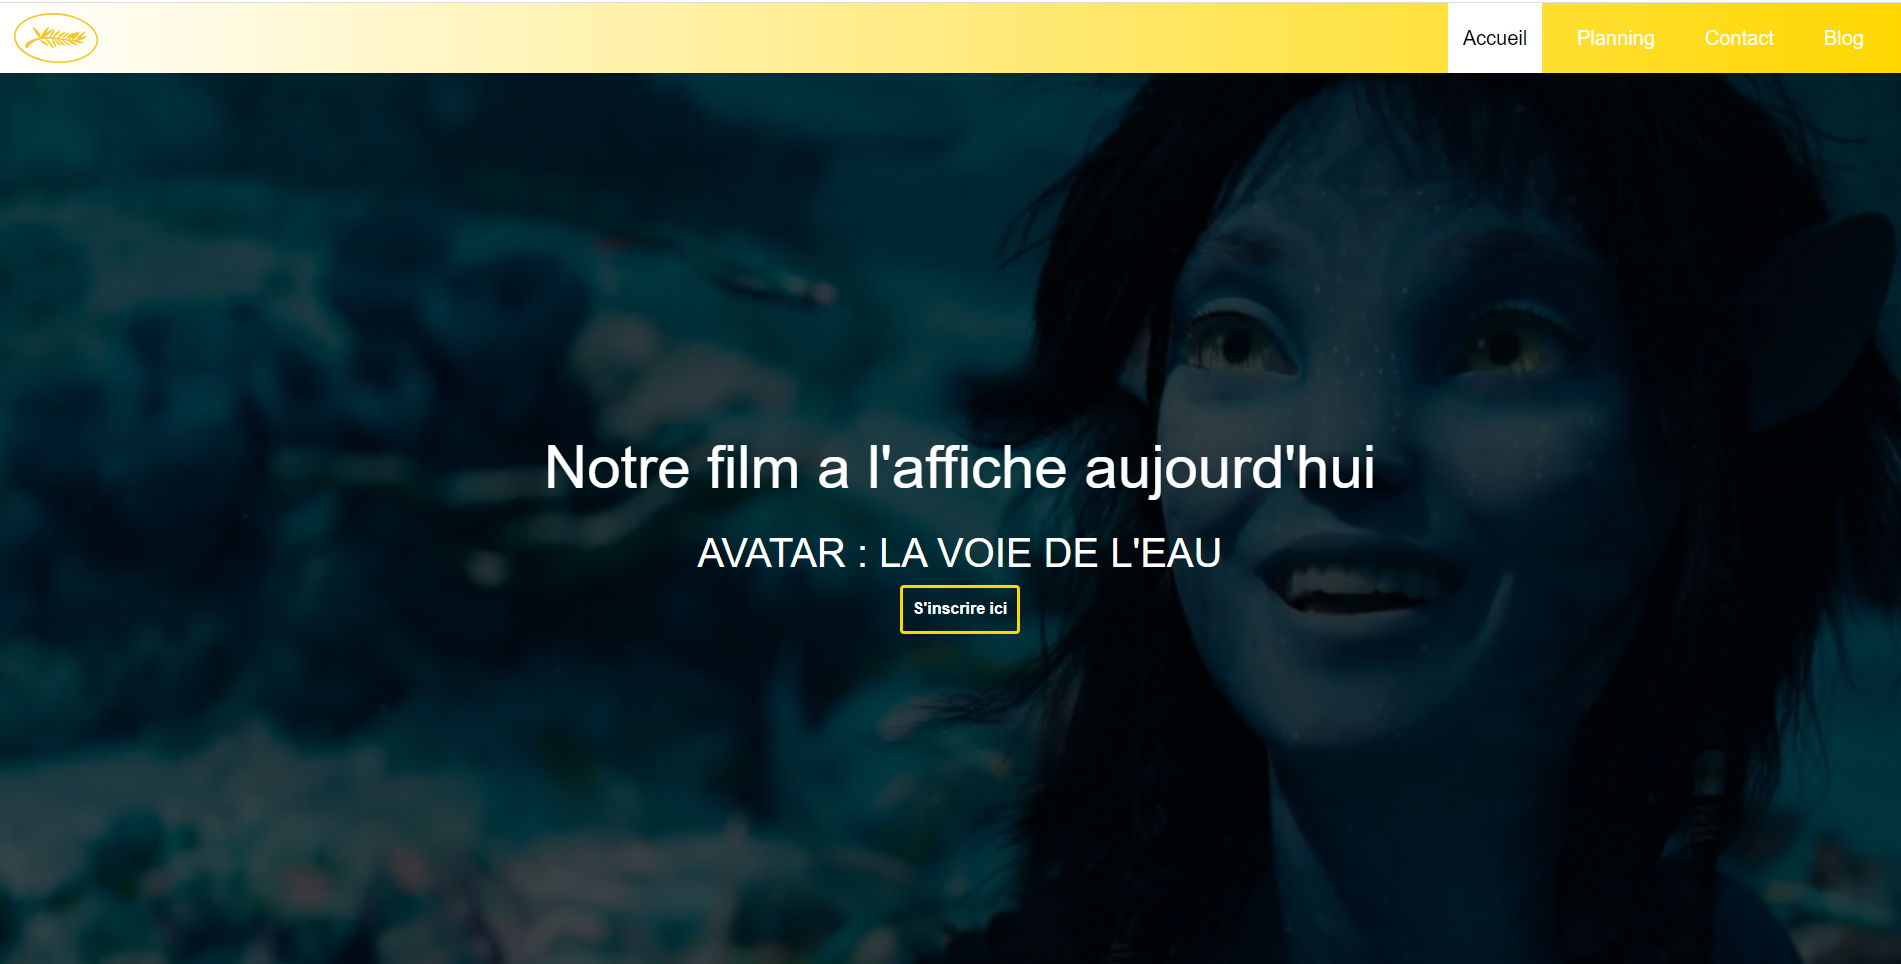 Accueil Planning Contact Blog
Notre film a l'affiche aujourd'hui
AVATAR : LA VOIE DE L'EAU
S'inscrire ici